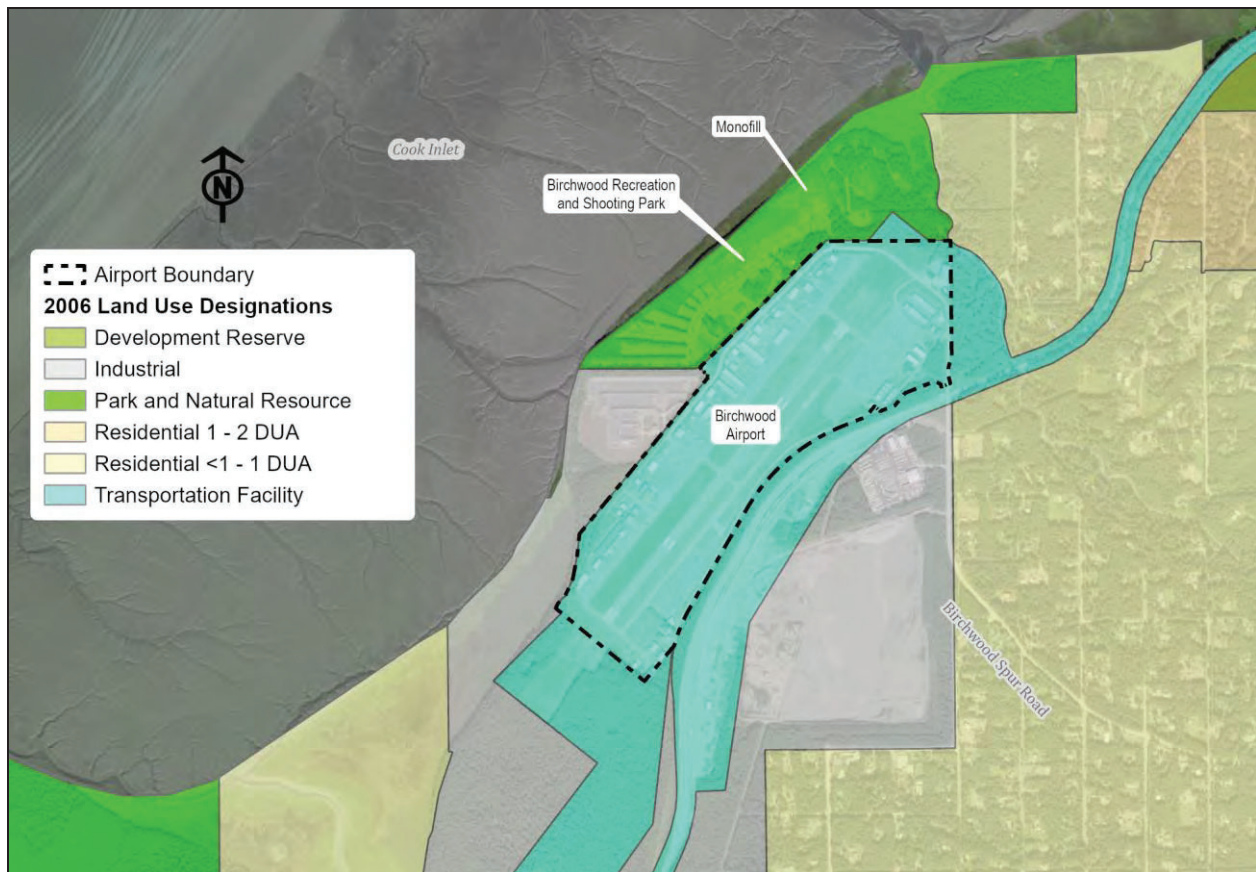 Monofill
Cook Inlet
Birchwood Recreation
and Shooting Park
N
Airport Boundary
2006 Land Use Designations
Development Reserve
Industrial
Park and Natural Resource
Residential 1 - 2 DUA
Residential <1 - 1 DUA
Transportation Facility
Birchwood
Airport
Birchwood Spur Road